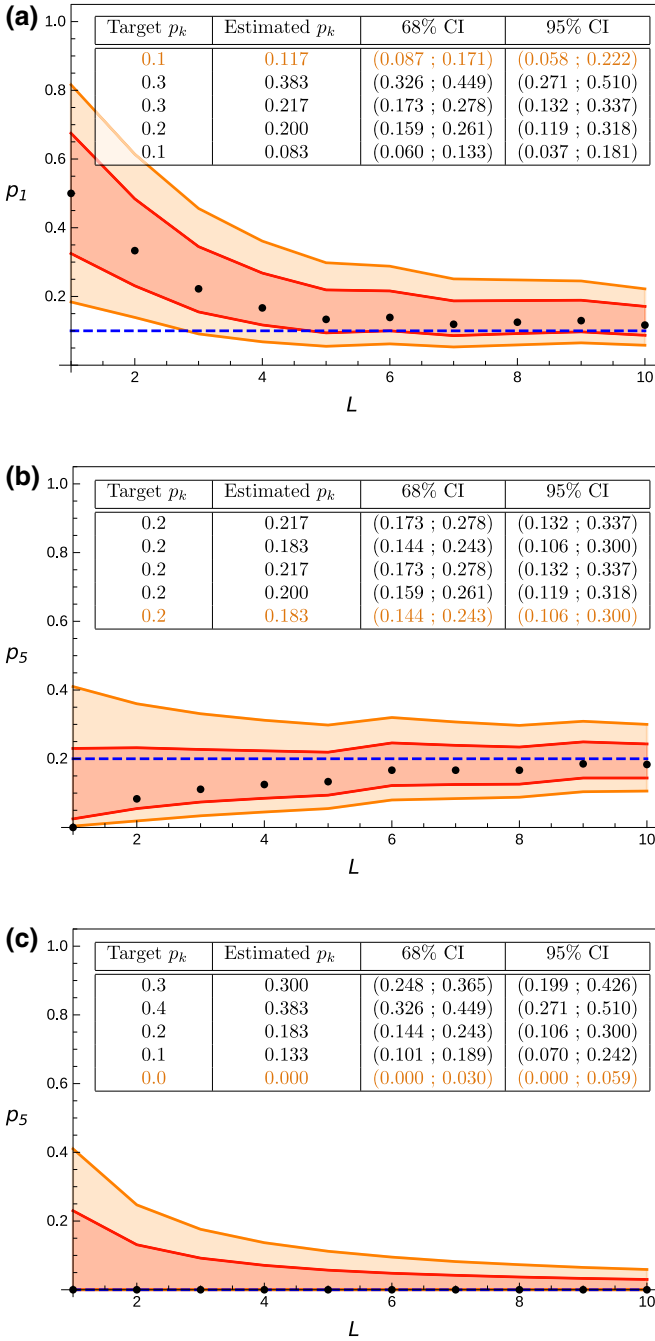 (a)
1.0
Target pk Estimated pk 68% CI 95% CI
0.1 0.117 (0.087 ; 0.171) (0.058 ; 0.222)
0.3 0.383 (0.326 ; 0.449) (0.271 ; 0.510)
0.3 0.217 (0.173 ; 0.278) (0.132 ; 0.337)
0.2 0.200 (0.159 ; 0.261) (0.119 ; 0.318)
0.1 0.083 (0.060 ; 0.133) (0.037 ; 0.181)
0.8
0.6
p1
0.4
0.2
2 4 6 8 10
L
(b)
1.0
Target pk Estimated pk 68% CI 95% CI
0.2 0.217 (0.173 ; 0.278) (0.132 ; 0.337)
0.2 0.183 (0.144 ; 0.243) (0.106 ; 0.300)
0.2 0.217 (0.173 ; 0.278) (0.132 ; 0.337)
0.2 0.200 (0.159 ; 0.261) (0.119 ; 0.318)
0.2 0.183 (0.144 ; 0.243) (0.106 ; 0.300)
0.8
0.6
p5
0.4
0.2
2 4 6 8 10
L
(c)
1.0
Target pk Estimated pk 68% CI 95% CI
0.3 0.300 (0.248 ; 0.365) (0.199 ; 0.426)
0.4 0.383 (0.326 ; 0.449) (0.271 ; 0.510)
0.2 0.183 (0.144 ; 0.243) (0.106 ; 0.300)
0.1 0.133 (0.101 ; 0.189) (0.070 ; 0.242)
0.0 0.000 (0.000 ; 0.030) (0.000 ; 0.059)
0.8
0.6
p5
0.4
0.2
0.0
2 4 6 8 10
L